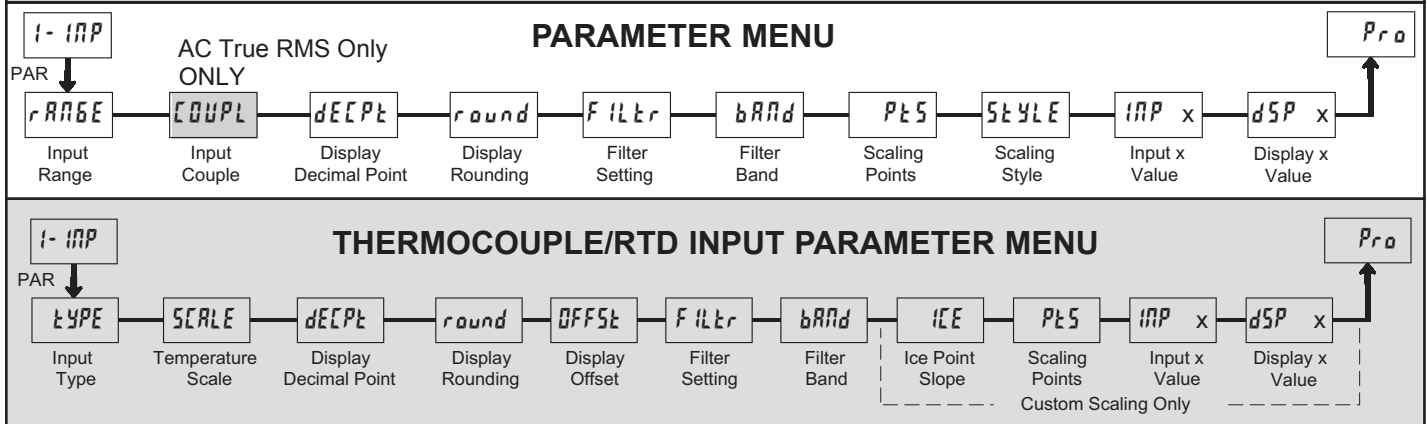 1-INP
PARAMETER MENU
Pro
AC True RMS Only
ONLY
PAR
rANGE COUPL dECPt round FILtr bANd PtS StYLE INP x dSP x
Input Range
Input Couple
Display Decimal Point
Display Rounding
Filter Setting
Filter Band
Scaling Points
Scaling Style
Input x Value
Display x Value
1-INP
THERMOCOUPLE/RTD INPUT PARAMETER MENU
Pro
PAR
tYPE SCALE dECPt round OFFSt FILtr bANd ICE PtS INP x dSP x
Input Type
Temperature Scale
Display Decimal Point
Display Rounding
Display Offset
Filter Setting
Filter Band
Ice Point Slope
Scaling Points
Input x Value
Display x Value
Custom Scaling Only